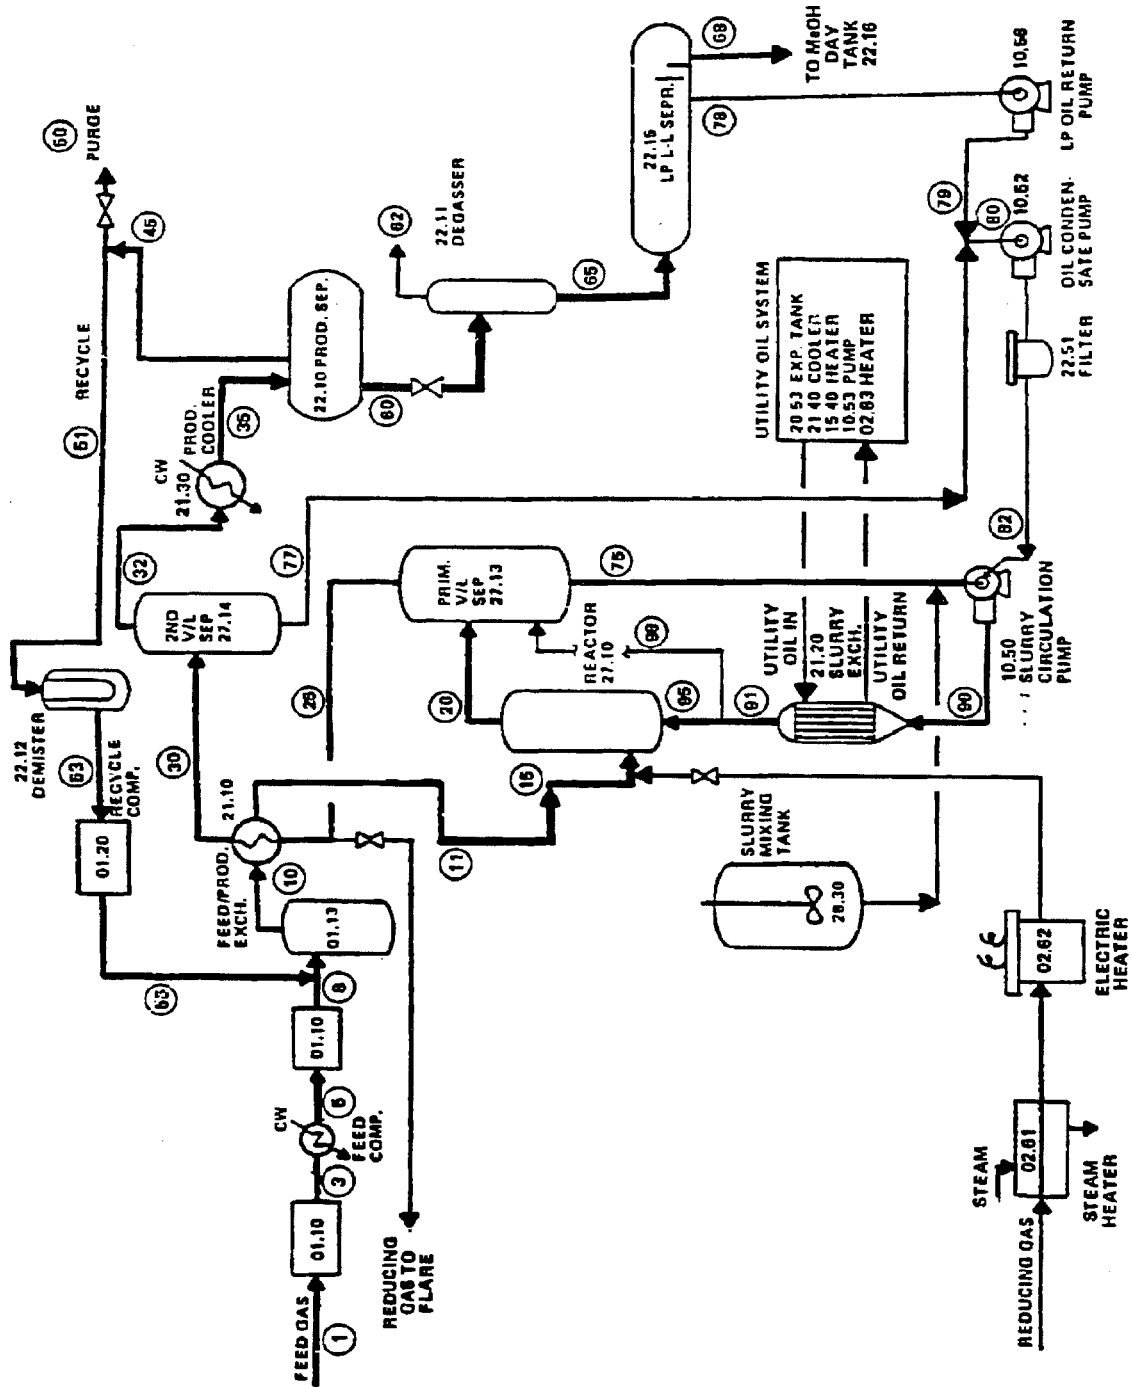 FEED GAS
1
01.10
3
CW
FEED
COMP.
5
01.10
8
01.13
10
FEED/PROD.
EXCH.
21.10
11
REDUCING
GAS TO
FLARE
01.20
RECYCLE
COMP.
53
22.12
DEMISTER
51
RECYCLE
30
2ND
V/L
SEP
27.14
32
77
CW
21.30
PROD.
COOLER
35
22.10 PROD. SEP.
45
PURGE
60
62
22.11
DEGASSER
65
22.15
LP L-L SEPR.
68
TO MeOH
DAY
TANK
22.16
78
10.56
LP OIL RETURN
PUMP
79
80
10.52
OIL CONDEN-
SATE PUMP
22.51
FILTER
82
UTILITY OIL SYSTEM
20 53 EXP. TANK
21 40 COOLER
15 40 HEATER
10.53 PUMP
02.63 HEATER
28
PRIM.
V/L
SEP
27.13
75
20
REACTOR
27.10
98
95
91
15
UTILITY
OIL IN
21.20
SLURRY
EXCH.
UTILITY
OIL RETURN
90
10.50
SLURRY
CIRCULATION
PUMP
SLURRY
MIXING
TANK
28.30
02.62
ELECTRIC
HEATER
STEAM
02.61
STEAM
HEATER
REDUCING GAS